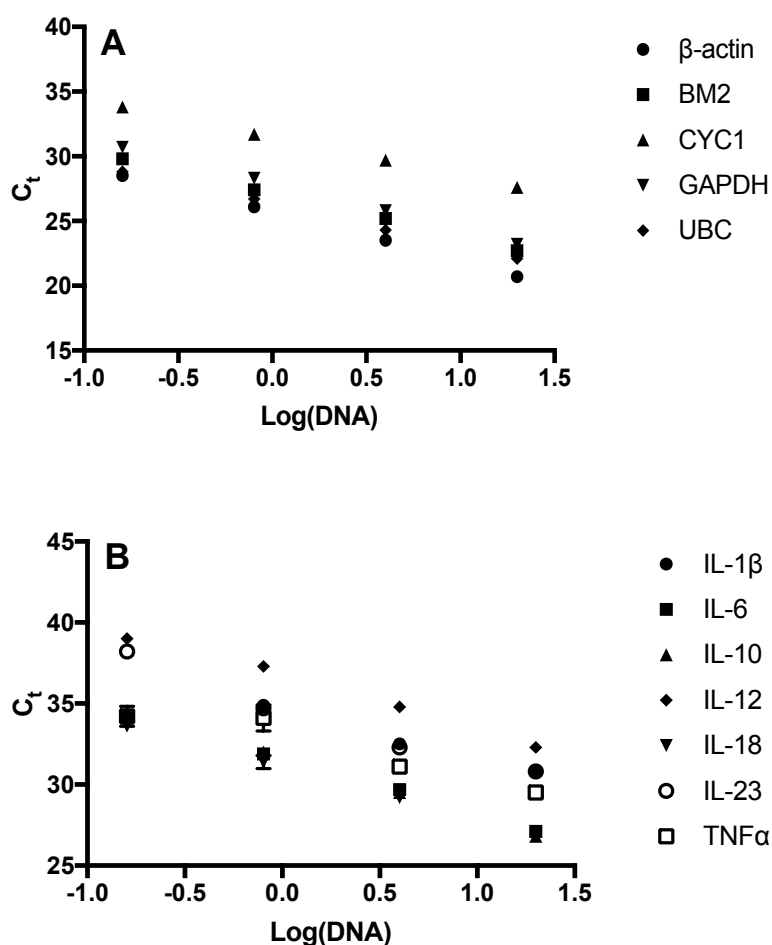 A
40
35
30
25
20
15
C_t
-1.0 -0.5 0.0 0.5 1.0 1.5
Log(DNA)
β-actin
BM2
CYC1
GAPDH
UBC
B
45
40
35
30
25
C_t
-1.0 -0.5 0.0 0.5 1.0 1.5
Log(DNA)
IL-1β
IL-6
IL-10
IL-12
IL-18
IL-23
TNFα